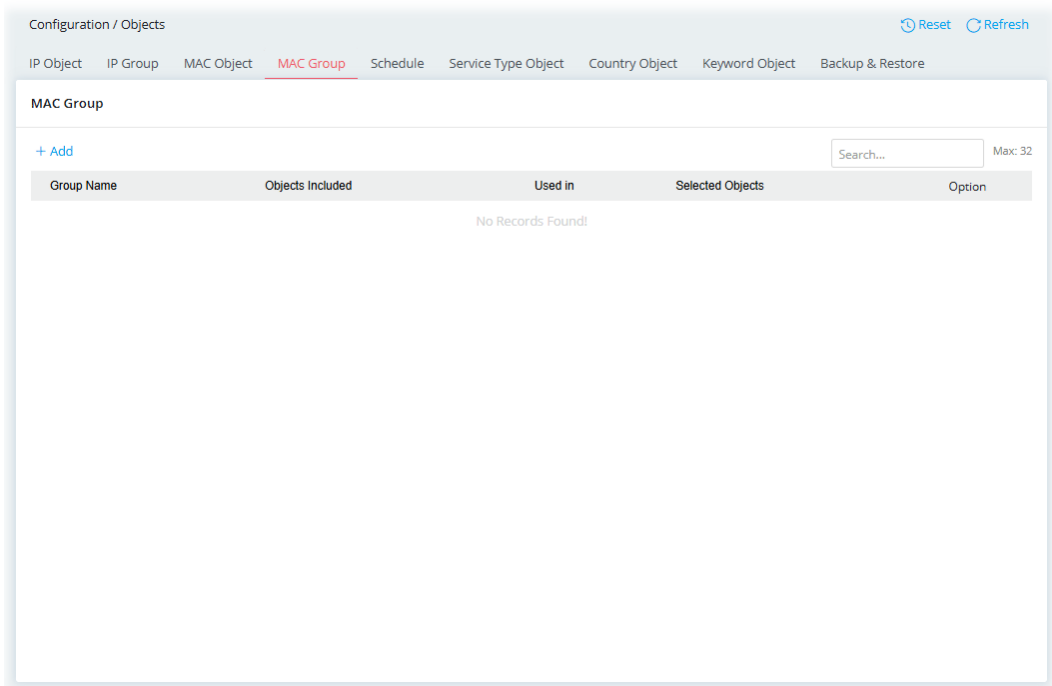 Configuration / Objects
Reset Refresh
IP Object IP Group MAC Object MAC Group Schedule Service Type Object Country Object Keyword Object Backup & Restore
MAC Group
+ Add
Search... Max: 32
Group Name Objects Included Used in Selected Objects Option
No Records Found!